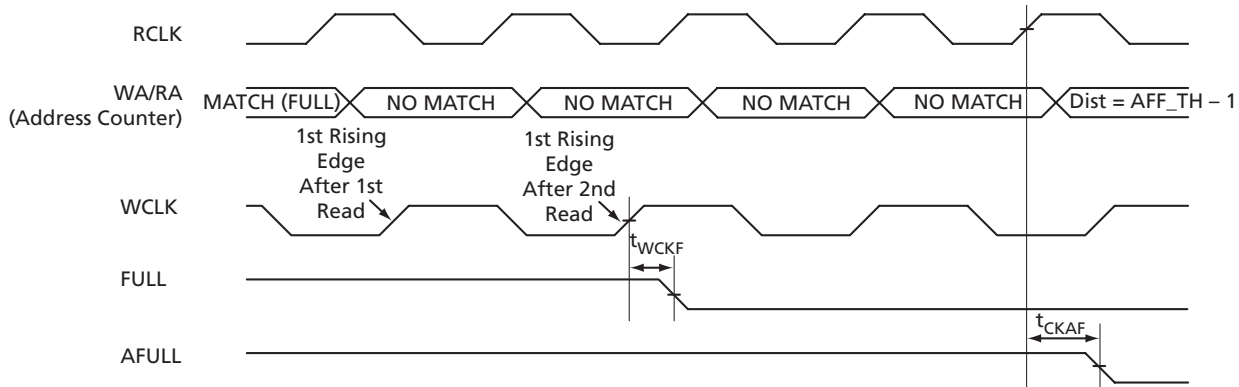 RCLK
WA/RA
(Address Counter)
MATCH (FULL)
NO MATCH
NO MATCH
NO MATCH
NO MATCH
Dist = AFF_TH – 1
1st Rising
Edge
After 1st
Read
1st Rising
Edge
After 2nd
Read
WCLK
tWCKF
FULL
tCKAF
AFULL